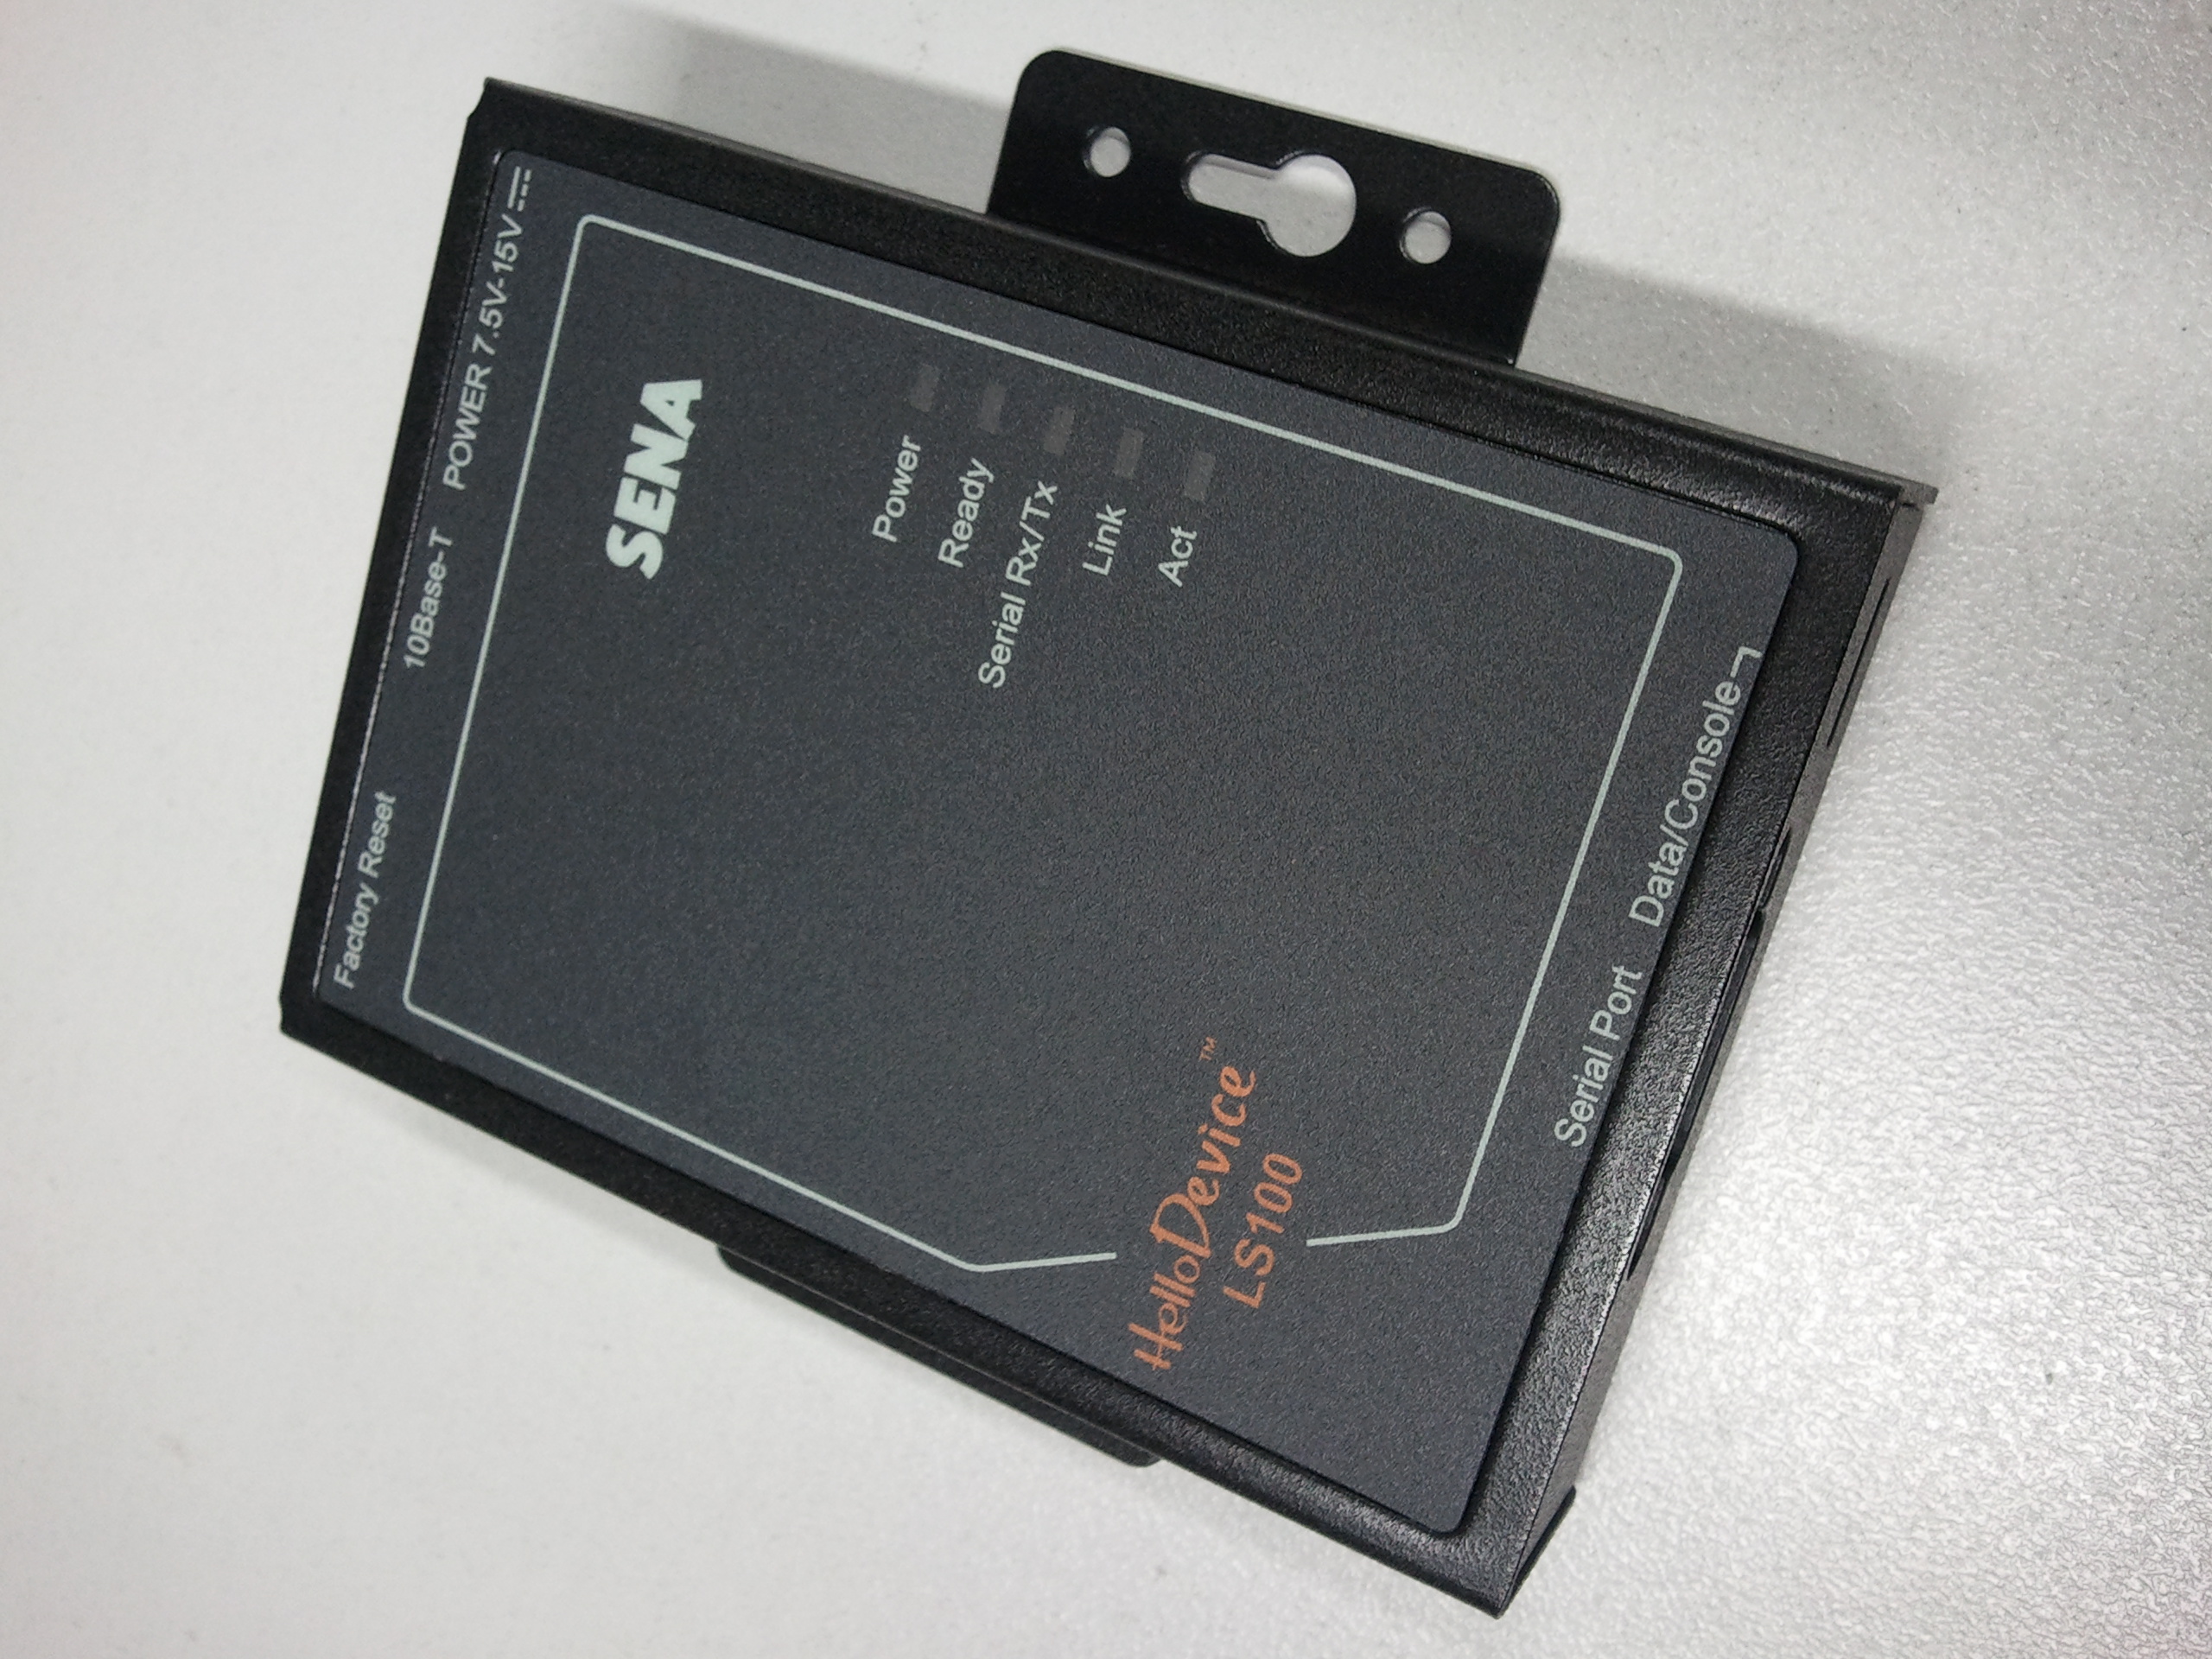 Factory Reset 10Base-T POWER 7.5V-15V
SENA
Power
Ready
Serial Rx/Tx
Link
Act
HelloDevice™
LS100
Serial Port Data/Console